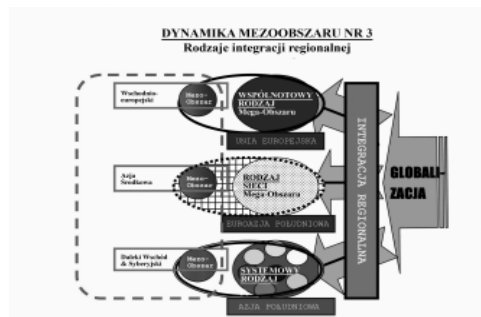 DYNAMIKA MEZOOBSZARU NR 3
Rodzaje integracji regionalnej
Wschodnio-
europejski
Mezo-
Obszar
WSPÓLNOTOWY
RODZAJ
Mega-Obszaru
UNIA EUROPEJSKA
Azja
Środkowa
Mezo-
Obszar
RODZAJ
SIECI
Mega-Obszaru
EUROAZJA POŁUDNIOWA
Daleki Wschód
& Syberyjski
Mezo-
Obszar
SYSTEMOWY
RODZAJ
AZJA POŁUDNIOWA
INTEGRACJA REGIONALNA
GLOBALI-
ZACJA